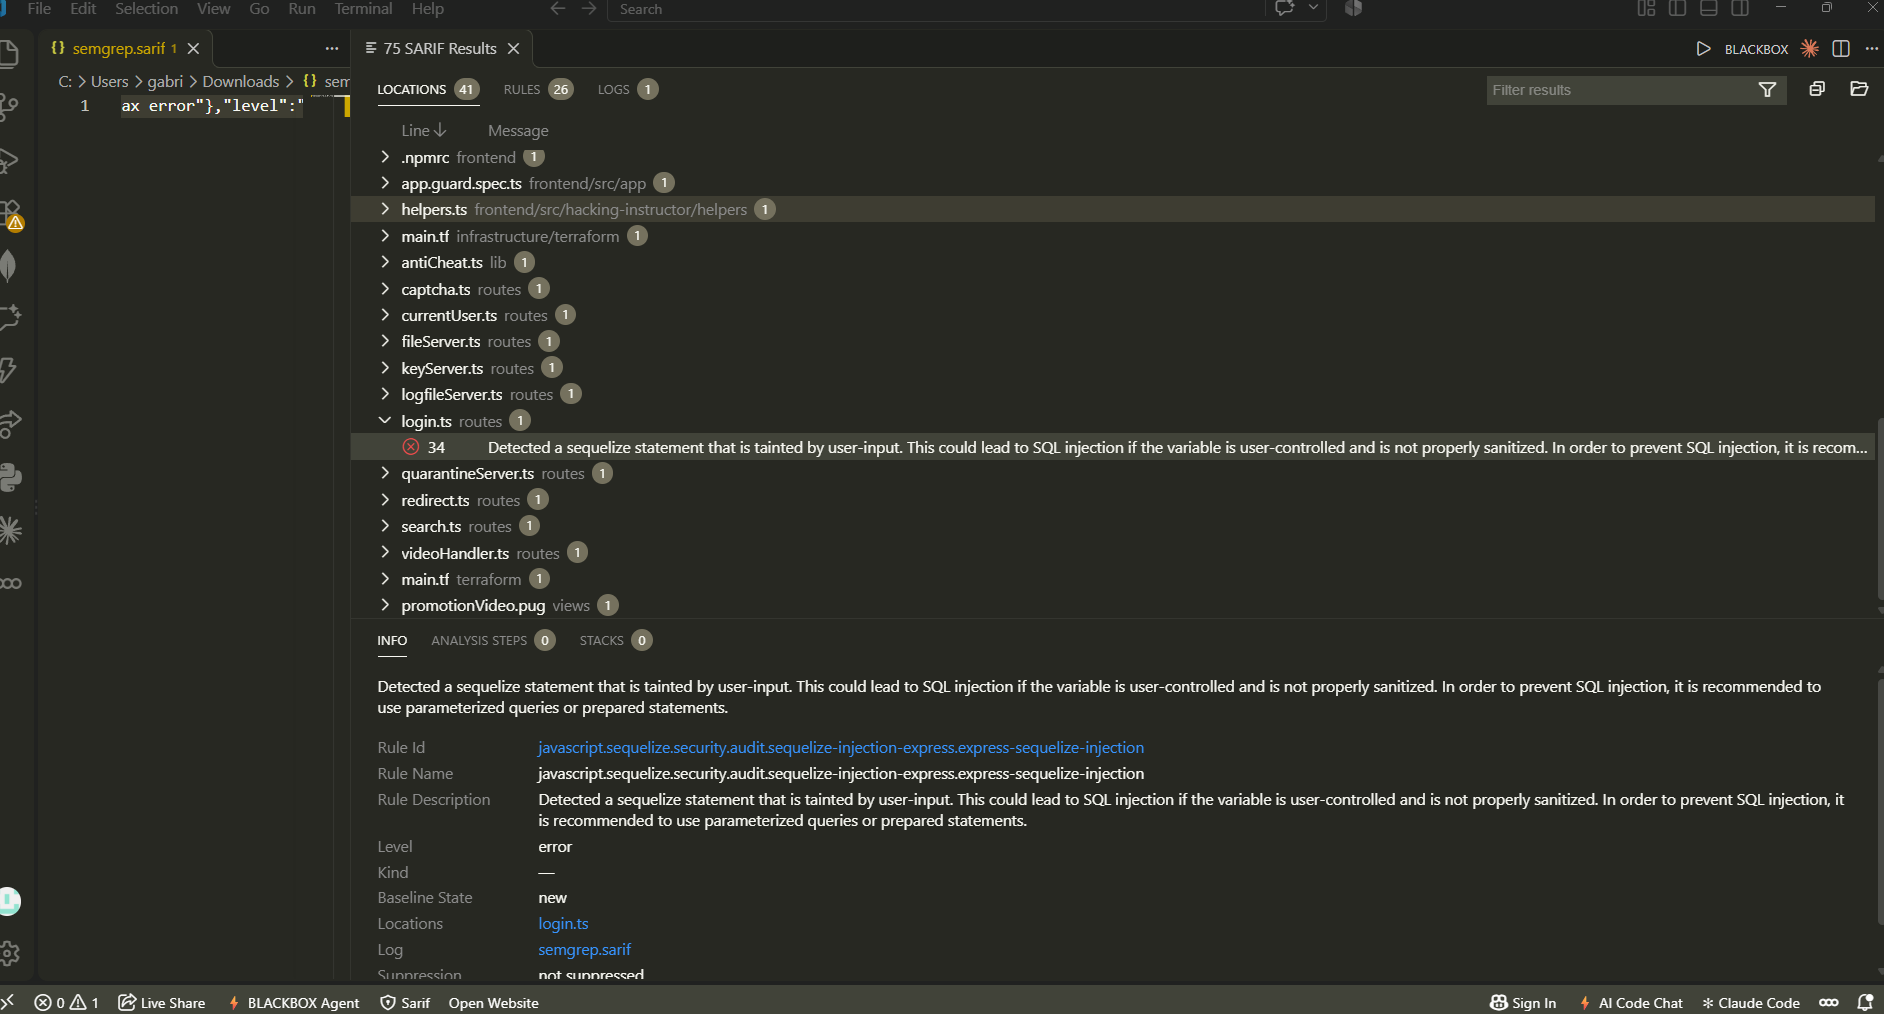 File Edit Selection View Go Run Terminal Help Search
semgrep.sarif 1 75 SARIF Results BLACKBOX
C: > Users > gabri > Downloads > {} sem
LOCATIONS 41 RULES 26 LOGS 1 Filter results
1 ax error"},"level":"
Line Message
.npmrc frontend 1
app.guard.spec.ts frontend/src/app 1
helpers.ts frontend/src/hacking-instructor/helpers 1
main.tf infrastructure/terraform 1
antiCheat.ts lib 1
captcha.ts routes 1
currentUser.ts routes 1
fileServer.ts routes 1
keyServer.ts routes 1
logfileServer.ts routes 1
login.ts routes 1
34 Detected a sequelize statement that is tainted by user-input. This could lead to SQL injection if the variable is user-controlled and is not properly sanitized. In order to prevent SQL injection, it is recom...
quarantineServer.ts routes 1
redirect.ts routes 1
search.ts routes 1
videoHandler.ts routes 1
main.tf terraform 1
promotionVideo.pug views 1
INFO ANALYSIS STEPS 0 STACKS 0
Detected a sequelize statement that is tainted by user-input. This could lead to SQL injection if the variable is user-controlled and is not properly sanitized. In order to prevent SQL injection, it is recommended to
use parameterized queries or prepared statements.
Rule Id javascript.sequelize.security.audit.sequelize-injection-express.express-sequelize-injection
Rule Name javascript.sequelize.security.audit.sequelize-injection-express.express-sequelize-injection
Rule Description Detected a sequelize statement that is tainted by user-input. This could lead to SQL injection if the variable is user-controlled and is not properly sanitized. In order to prevent SQL injection, it
is recommended to use parameterized queries or prepared statements.
Level error
Kind —
Baseline State new
Locations login.ts
Log semgrep.sarif
Suppression not suppressed
0 1 Live Share BLACKBOX Agent Sarif Open Website Sign In AI Code Chat Claude Code